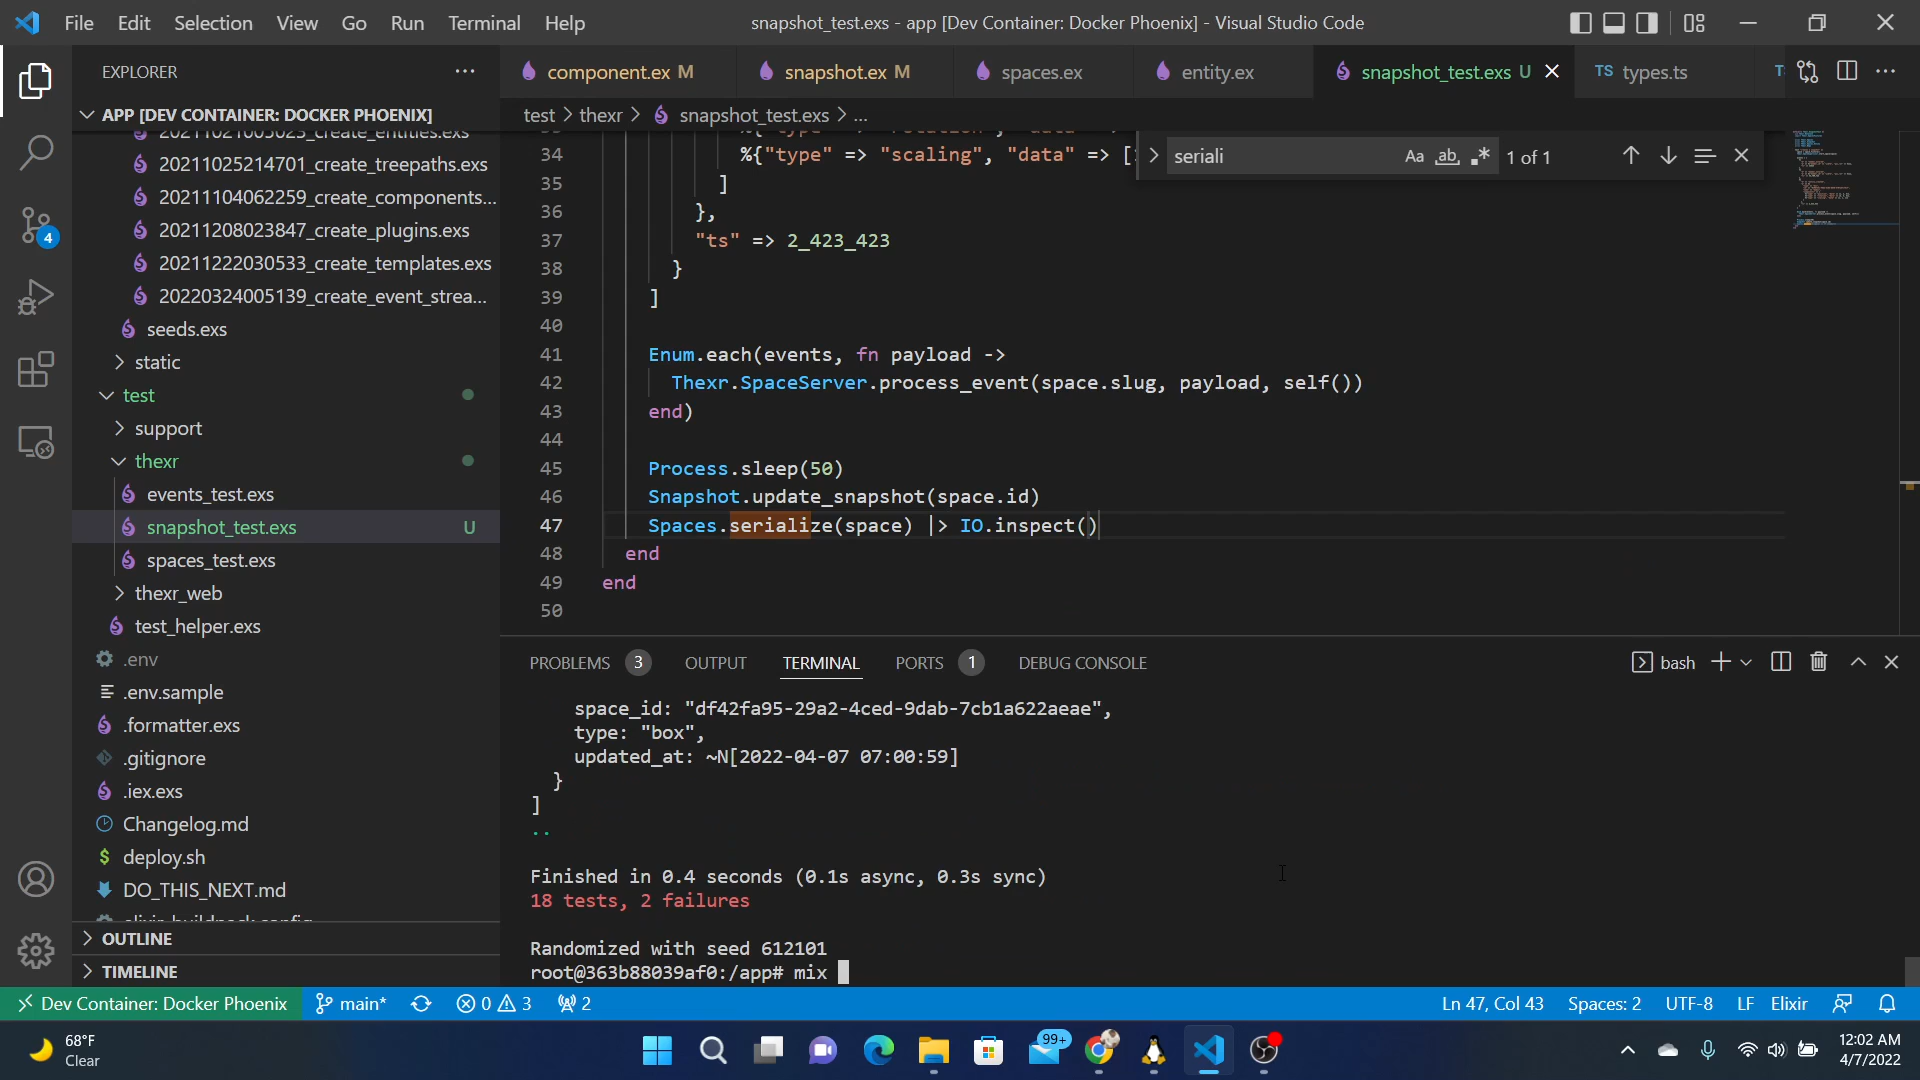 File Edit Selection View Go Run Terminal Help
snapshot_test.exs - app [Dev Container: Docker Phoenix] - Visual Studio Code
EXPLORER
APP [DEV CONTAINER: DOCKER PHOENIX]
20211021005023_create_entities.exs
20211025214701_create_treepaths.exs
20211104062259_create_components...
20211208023847_create_plugins.exs
20211222030533_create_templates.exs
20220324005139_create_event_strea...
seeds.exs
static
test
support
thexr
events_test.exs
snapshot_test.exs U
spaces_test.exs
thexr_web
test_helper.exs
.env
.env.sample
.formatter.exs
.gitignore
.iex.exs
Changelog.md
deploy.sh
DO_THIS_NEXT.md
elixir_buildpack.config
OUTLINE
TIMELINE
4
component.ex M
snapshot.ex M
spaces.ex
entity.ex
snapshot_test.exs U
TS types.ts
test > thexr > snapshot_test.exs > ...
seriali Aa ab 1 of 1
34 %{"type" => "scaling", "data" => [
35 ]
36 },
37 "ts" => 2_423_423
38 }
39 ]
40
41 Enum.each(events, fn payload ->
42 Thexr.SpaceServer.process_event(space.slug, payload, self())
43 end)
44
45 Process.sleep(50)
46 Snapshot.update_snapshot(space.id)
47 Spaces.serialize(space) |> IO.inspect()
48 end
49 end
50
PROBLEMS 3 OUTPUT TERMINAL PORTS 1 DEBUG CONSOLE
bash
space_id: "df42fa95-29a2-4ced-9dab-7cb1a622aeae",
type: "box",
updated_at: ~N[2022-04-07 07:00:59]
}
]
..
Finished in 0.4 seconds (0.1s async, 0.3s sync)
18 tests, 2 failures
Randomized with seed 612101
root@363b88039af0:/app# mix
Dev Container: Docker Phoenix main* 0 3 2
Ln 47, Col 43 Spaces: 2 UTF-8 LF Elixir
68°F
Clear
99+
12:02 AM
4/7/2022